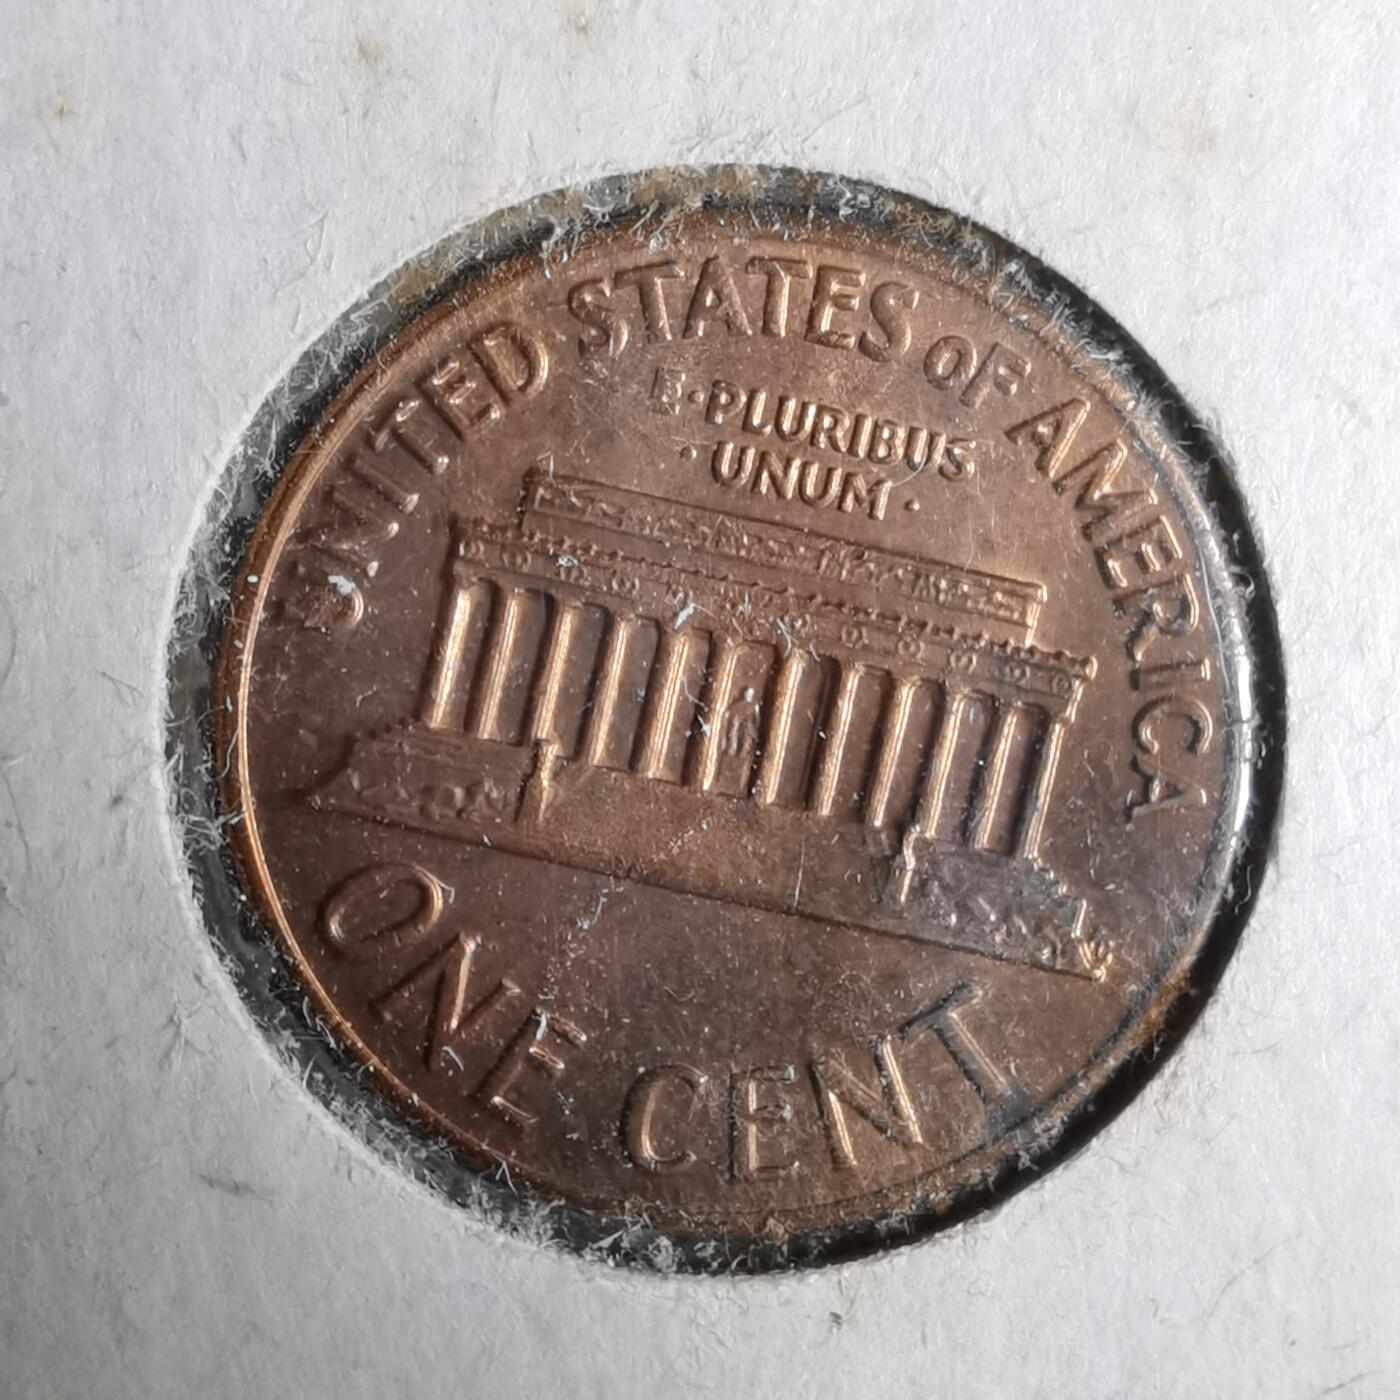 UNITED STATES OF AMERICA
E·PLURIBUS
·UNUM·
ONE CENT